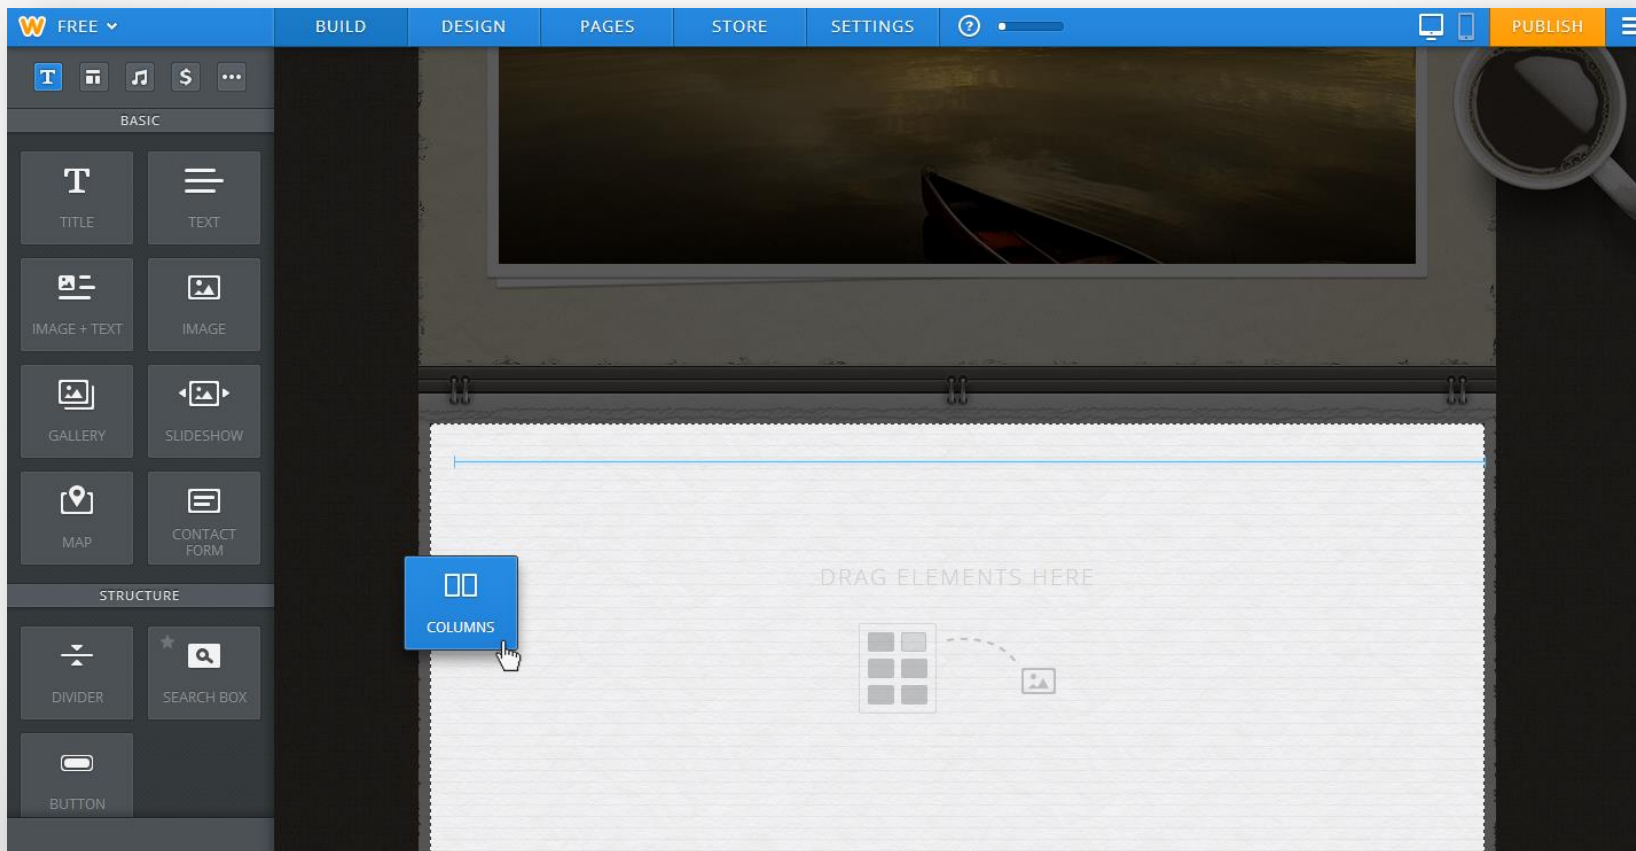 W FREE BUILD DESIGN PAGES STORE SETTINGS ? PUBLISH
T $
BASIC
T
TITLE TEXT
IMAGE + TEXT IMAGE
GALLERY SLIDESHOW
MAP CONTACT
FORM
STRUCTURE
DIVIDER SEARCH BOX
BUTTON
COLUMNS
DRAG ELEMENTS HERE